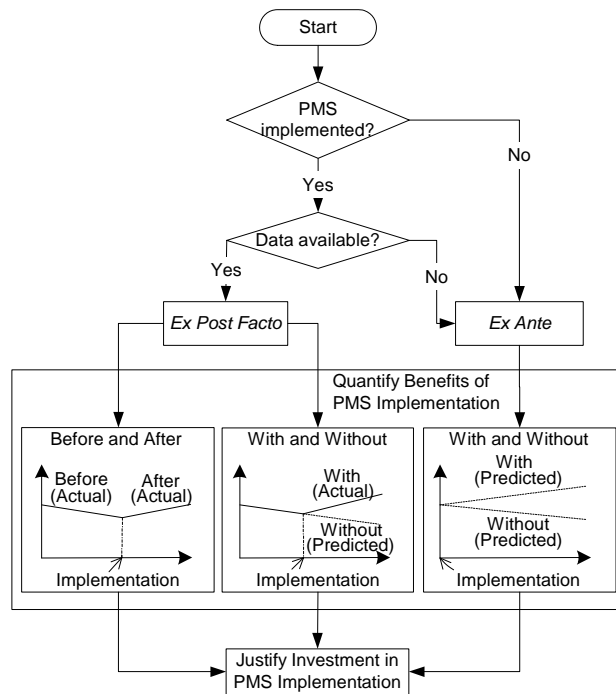 Start
PMS
implemented?
No
Yes
Data available?
Yes
No
Ex Post Facto
Ex Ante
Quantify Benefits of
PMS Implementation
Before and After
Before
(Actual)
After
(Actual)
Implementation
With and Without
With
(Actual)
Without
(Predicted)
Implementation
With and Without
With
(Predicted)
Without
(Predicted)
Implementation
Justify Investment in
PMS Implementation